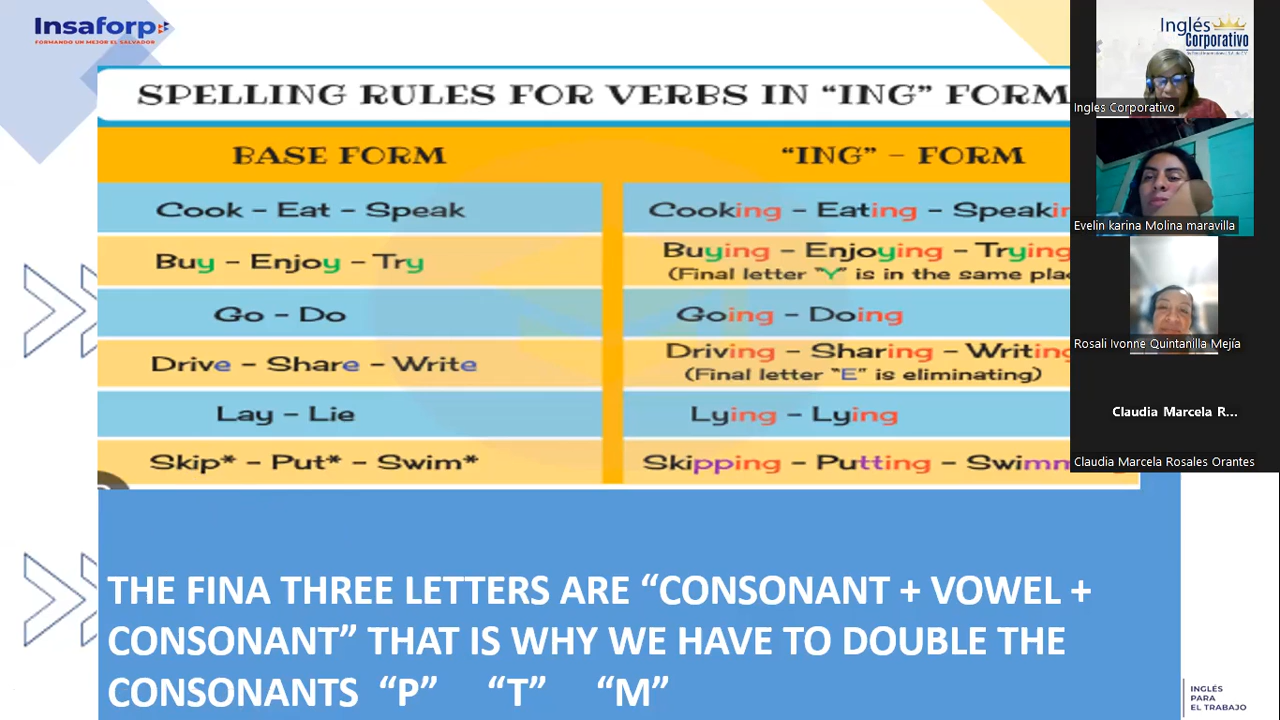 Insaforp
FORMANDO UN MEJOR EL SALVADOR
SPELLING RULES FOR VERBS IN “ING” FORM
BASE FORM
“ING” – FORM
Cook – Eat – Speak
Cooking – Eating – Speakin
Buy – Enjoy – Try
Buying – Enjoying – Trying
(Final letter “Y” is in the same plac
Go – Do
Going – Doing
Drive – Share – Write
Driving – Sharing – Writing
(Final letter “E” is eliminating)
Lay – Lie
Lying – Lying
Skip* – Put* – Swim*
Skipping – Putting – Swimm
THE FINA THREE LETTERS ARE “CONSONANT + VOWEL +
CONSONANT” THAT IS WHY WE HAVE TO DOUBLE THE
CONSONANTS “P” “T” “M”
INGLÉS
PARA
EL TRABAJO
Inglés
Corporativo
Ingles Corporativo
Evelin karina Molina maravilla
Rosali Ivonne Quintanilla Mejía
Claudia Marcela R...
Claudia Marcela Rosales Orantes